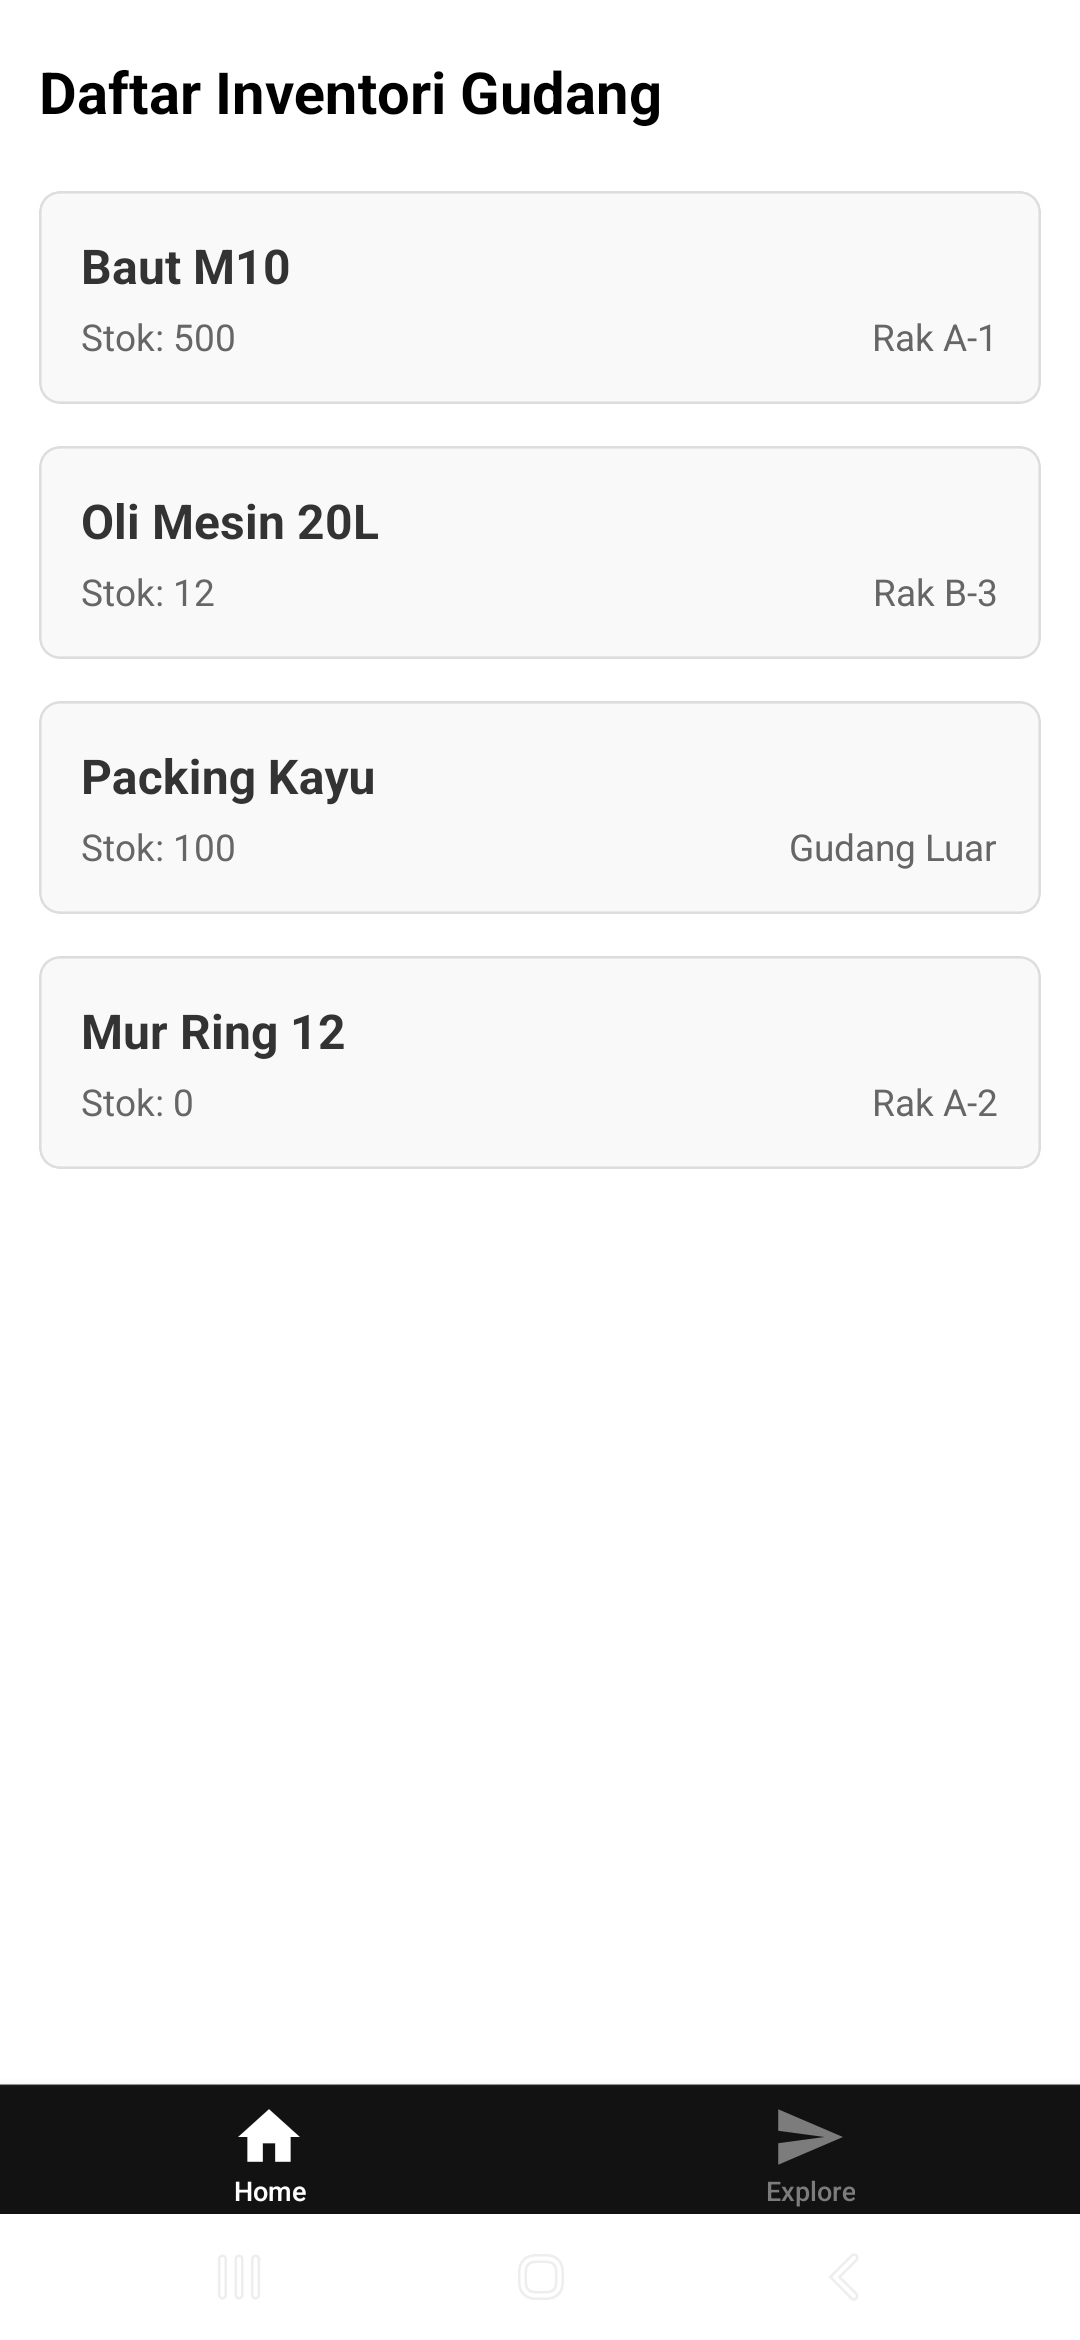 Daftar Inventori Gudang
Baut M10
Stok: 500 Rak A-1
Oli Mesin 20L
Stok: 12 Rak B-3
Packing Kayu
Stok: 100 Gudang Luar
Mur Ring 12
Stok: 0 Rak A-2
Home Explore